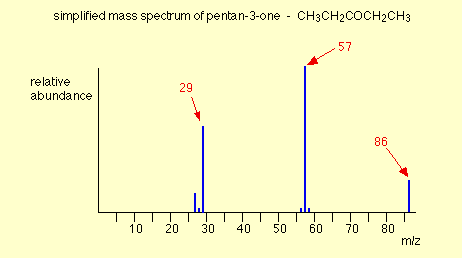 simplified mass spectrum of pentan-3-one - CH₃CH₂COCH₂CH₃
57
relative
abundance
29
86
10 20 30 40 50 60 70 80
m/z